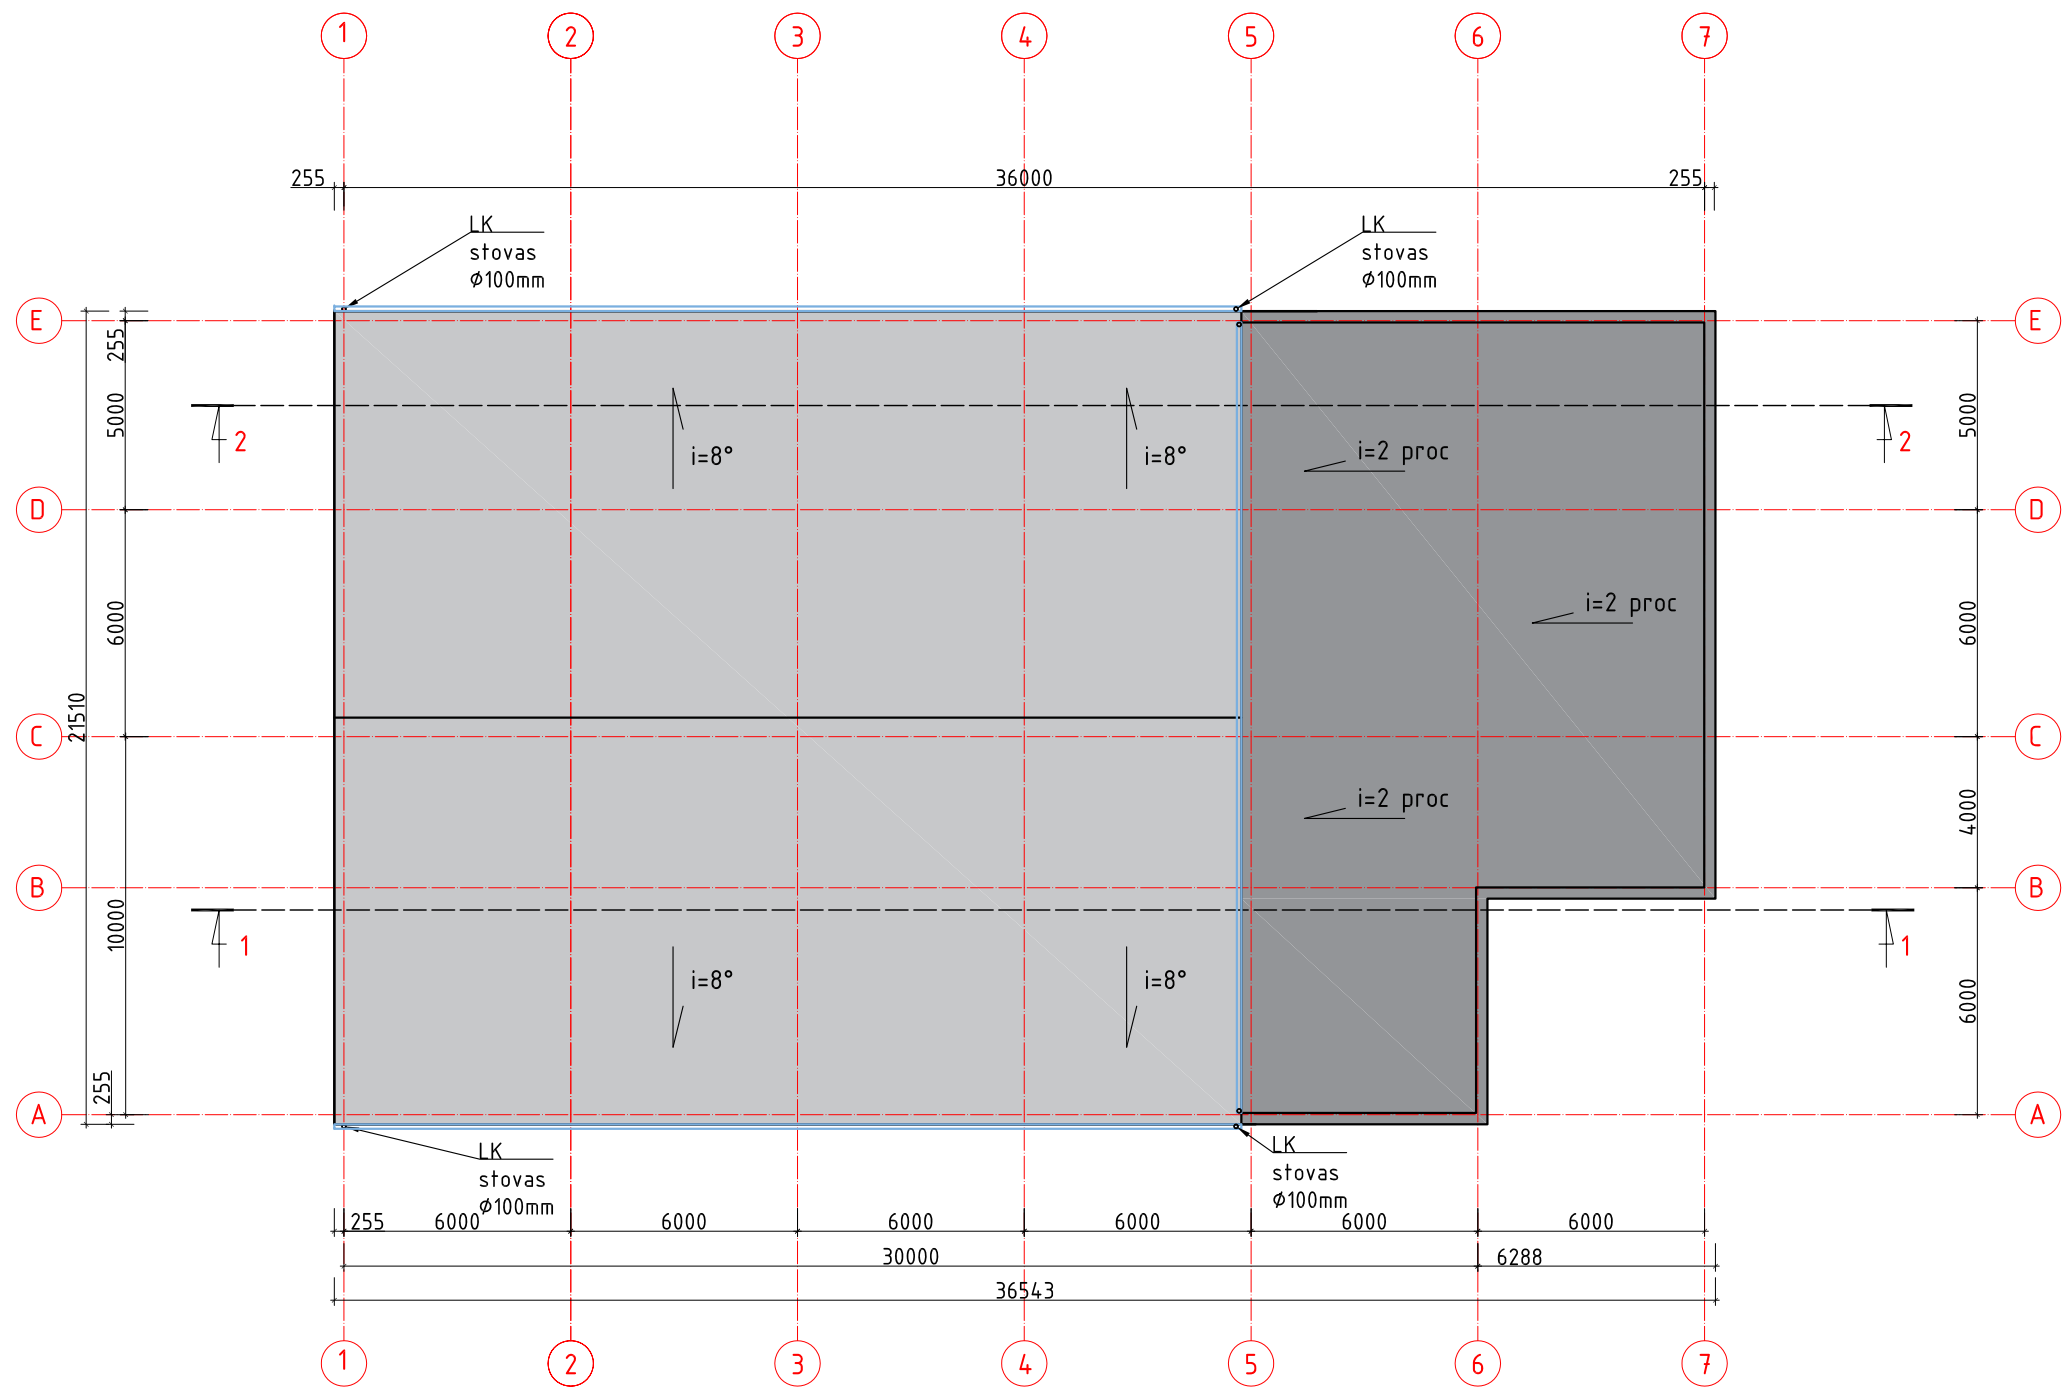 1 2 3 4 5 6 7
255 36000 255
LK
stovas
Ø100mm
LK
stovas
Ø100mm
E E
255
5000 5000
2 2
i=8° i=8° i=2 proc
D D
6000 i=2 proc 6000
21510
C C
i=2 proc 4000
B B
10000
1 1
i=8° i=8° 6000
255
A A
LK
stovas
Ø100mm
LK
stovas
Ø100mm
255 6000 6000 6000 6000 6000 6000
30000 6288
36543
1 2 3 4 5 6 7